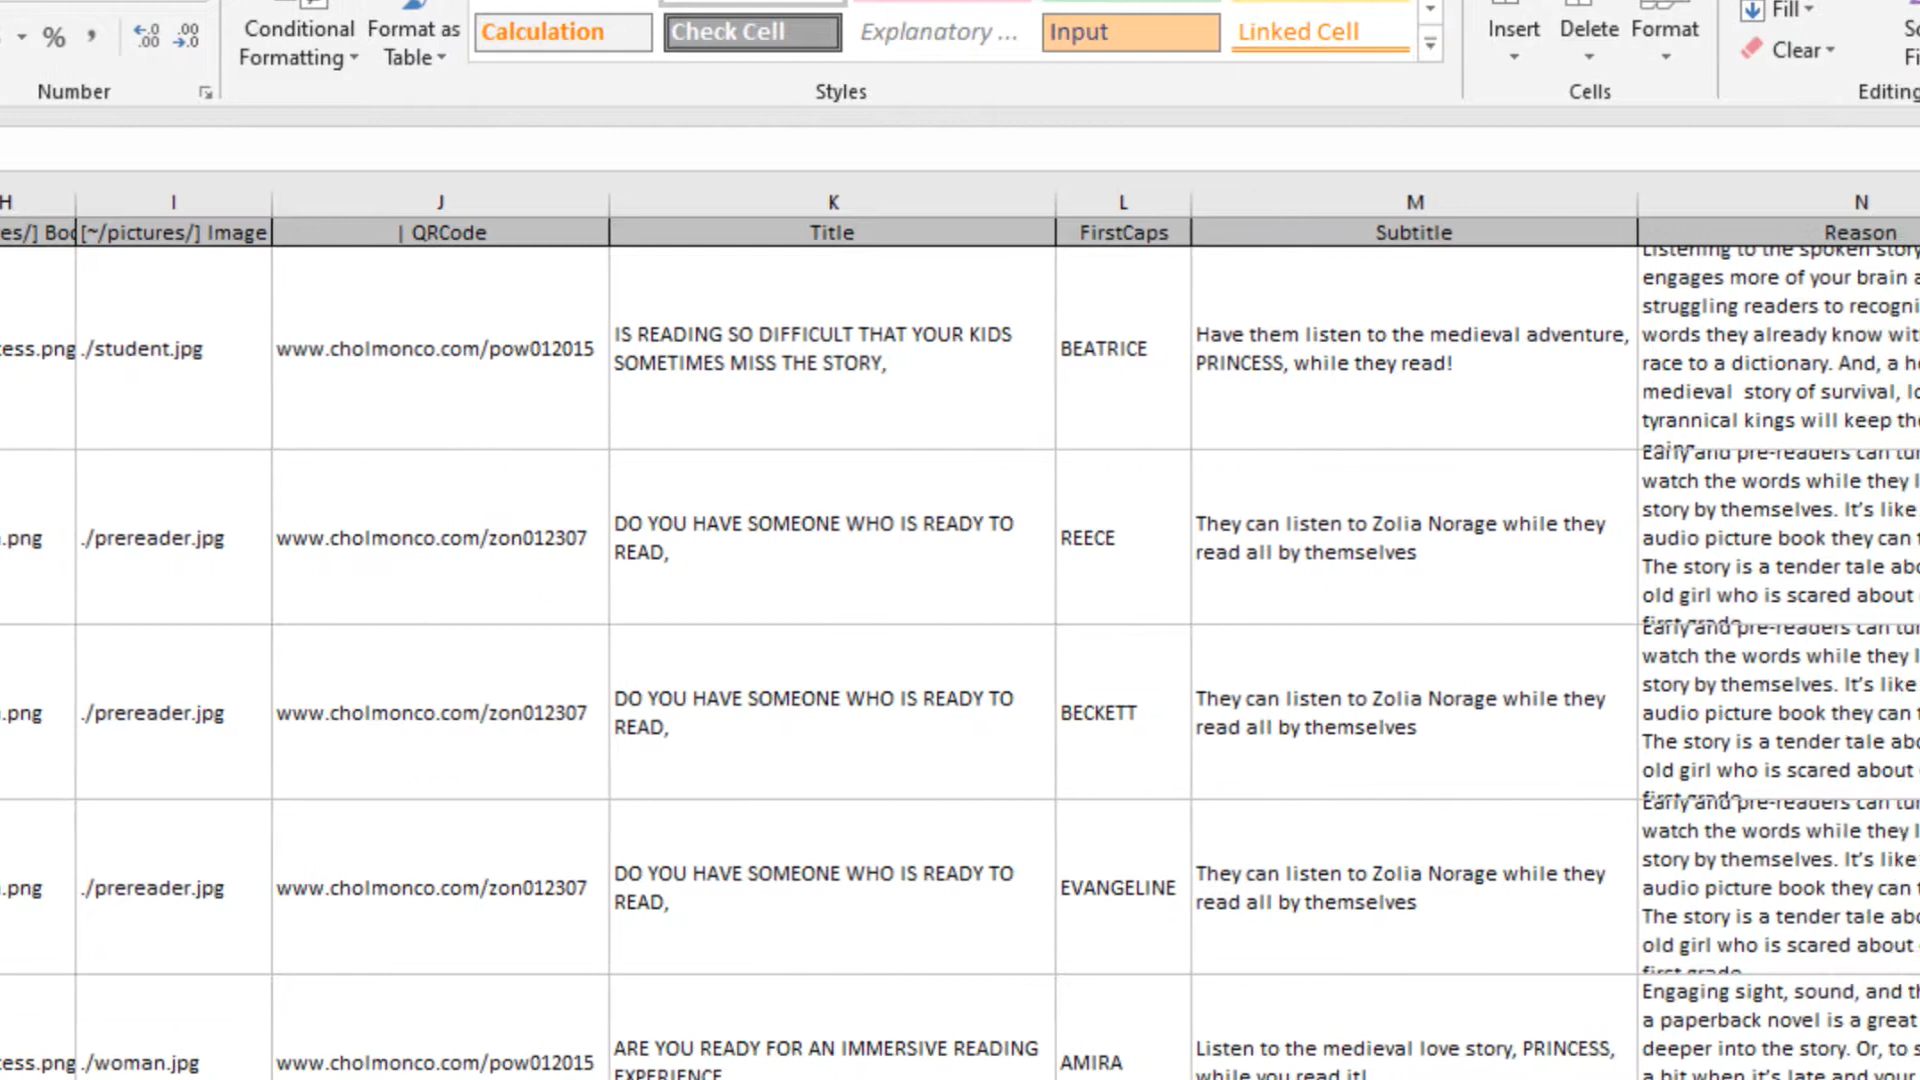 % , Conditional Formatting Format as Table Calculation Check Cell Explanatory ... Input Linked Cell Insert Delete Format Fill Clear
Number Styles Cells Editing
H I J K L M N
[~/pictures/] Image | QRCode Title FirstCaps Subtitle Reason
./student.jpg
www.cholmonco.com/pow012015
IS READING SO DIFFICULT THAT YOUR KIDS
SOMETIMES MISS THE STORY,
BEATRICE
Have them listen to the medieval adventure,
PRINCESS, while they read!
Listening to the spoken story
engages more of your brain
struggling readers to
words they already know
race to a dictionary. And, a
medieval story of survival,
tyrannical kings will keep
going
.png ./prereader.jpg
www.cholmonco.com/zon012307
DO YOU HAVE SOMEONE WHO IS READY TO
READ,
REECE
They can listen to Zolia Norage while they
read all by themselves
Early and pre-readers can
watch the words while they
story by themselves. It’s like
audio picture book they can
The story is a tender tale
old girl who is scared about
first grade
.png ./prereader.jpg
www.cholmonco.com/zon012307
DO YOU HAVE SOMEONE WHO IS READY TO
READ,
BECKETT
They can listen to Zolia Norage while they
read all by themselves
Early and pre-readers can
watch the words while they
story by themselves. It’s like
audio picture book they can
The story is a tender tale
old girl who is scared about
first grade
.png ./prereader.jpg
www.cholmonco.com/zon012307
DO YOU HAVE SOMEONE WHO IS READY TO
READ,
EVANGELINE
They can listen to Zolia Norage while they
read all by themselves
Early and pre-readers can
watch the words while they
story by themselves. It’s like
audio picture book they can
The story is a tender tale
old girl who is scared about
first grade
./woman.jpg
www.cholmonco.com/pow012015
ARE YOU READY FOR AN IMMERSIVE READING
EXPERIENCE
AMIRA
Listen to the medieval love story, PRINCESS,
while you read it!
Engaging sight, sound, and
a paperback novel is a great
deeper into the story. Or, to
a bit when it’s late and your